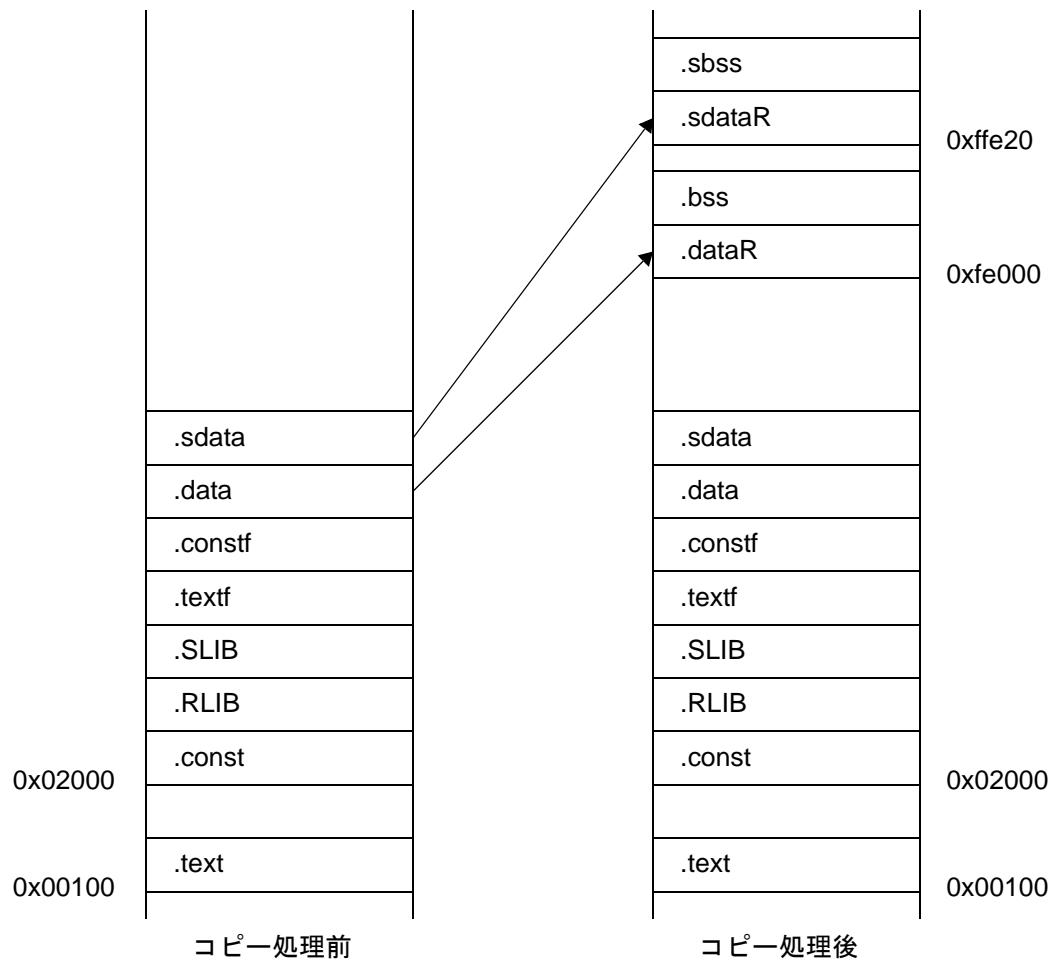 .sbss
.sdataR
0xffe20
.bss
.dataR
0xfe000
.sdata
.sdata
.data
.data
.constf
.constf
.textf
.textf
.SLIB
.SLIB
.RLIB
.RLIB
.const
.const
0x02000
0x02000
.text
.text
0x00100
0x00100
コピー処理前
コピー処理後